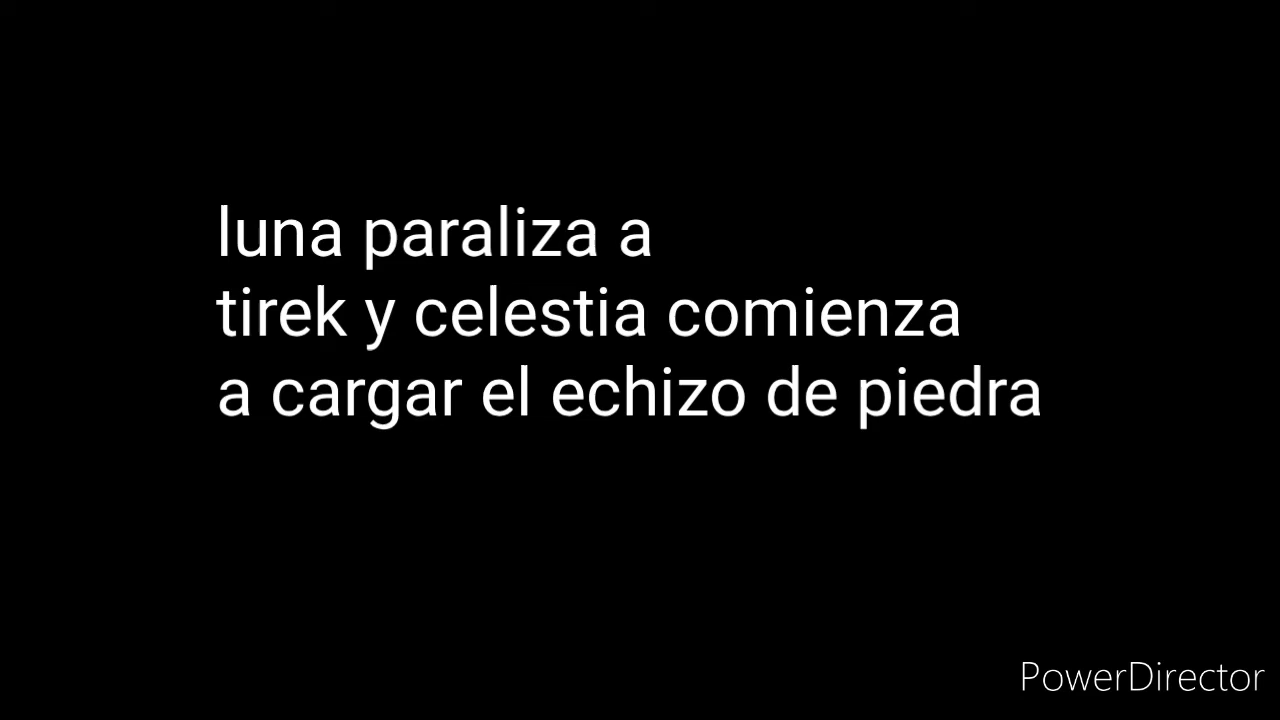 luna paraliza a
tirek y celestia comienza
a cargar el echizo de piedra
PowerDirector